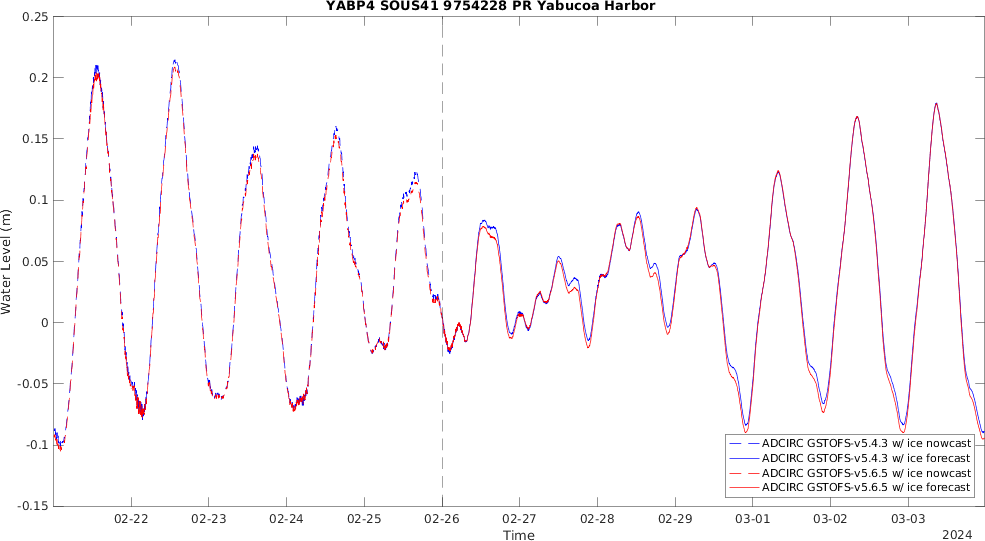 YABP4 SOUS41 9754228 PR Yabucoa Harbor
0.25
0.2
0.15
0.1
0.05
0
-0.05
-0.1
-0.15
Water Level (m)
ADCIRC GSTOFS-v5.4.3 w/ ice nowcast
ADCIRC GSTOFS-v5.4.3 w/ ice forecast
ADCIRC GSTOFS-v5.6.5 w/ ice nowcast
ADCIRC GSTOFS-v5.6.5 w/ ice forecast
02-22 02-23 02-24 02-25 02-26 02-27 02-28 02-29 03-01 03-02 03-03
Time
2024